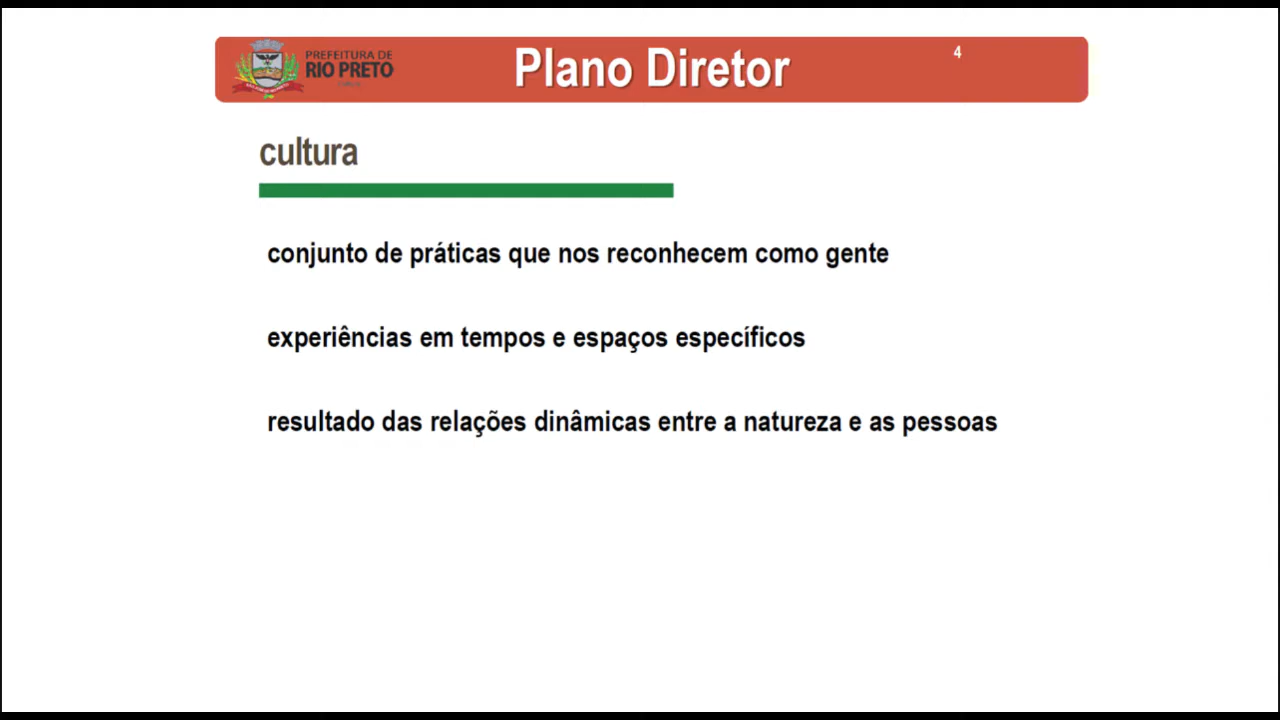 PREFEITURA DE
RIO PRETO
Plano Diretor
4
cultura
conjunto de práticas que nos reconhecem como gente
experiências em tempos e espaços específicos
resultado das relações dinâmicas entre a natureza e as pessoas